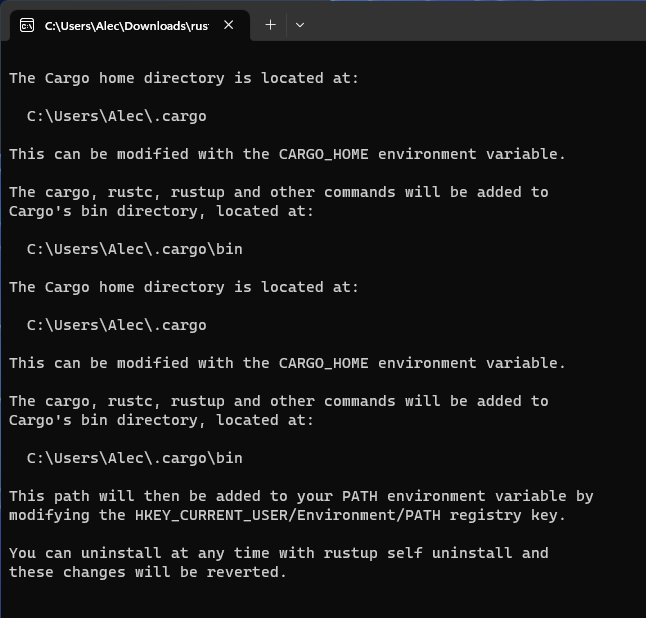 C:\Users\Alec\Downloads\rus
The Cargo home directory is located at:
C:\Users\Alec\.cargo
This can be modified with the CARGO_HOME environment variable.
The cargo, rustc, rustup and other commands will be added to
Cargo's bin directory, located at:
C:\Users\Alec\.cargo\bin
The Cargo home directory is located at:
C:\Users\Alec\.cargo
This can be modified with the CARGO_HOME environment variable.
The cargo, rustc, rustup and other commands will be added to
Cargo's bin directory, located at:
C:\Users\Alec\.cargo\bin
This path will then be added to your PATH environment variable by
modifying the HKEY_CURRENT_USER/Environment/PATH registry key.
You can uninstall at any time with rustup self uninstall and
these changes will be reverted.